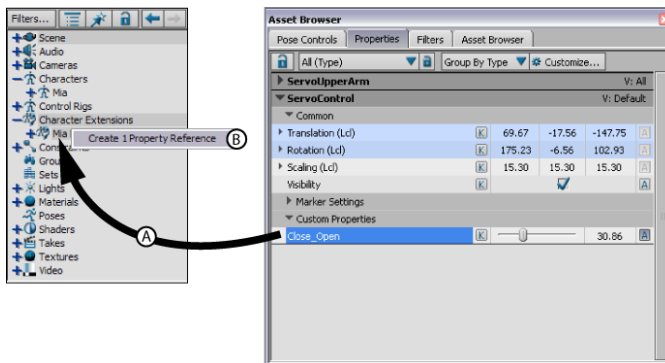 Filters...
Scene
Audio
Cameras
Characters
Mia
Control Rigs
Character Extensions
Mia
Create 1 Property Reference
B
Sets
Lights
Materials
Poses
Shaders
Takes
Textures
Video
A
Asset Browser
Pose Controls Properties Filters Asset Browser
All (Type) Group By Type Customize...
ServoUpperArm V: All
ServoControl V: Default
Common
Translation (Lcl) K 69.67 -17.56 -147.75 A
Rotation (Lcl) K 175.23 -6.56 102.93 A
Scaling (Lcl) K 15.30 15.30 15.30 A
Visibility K A
Marker Settings
Custom Properties
Close_Open K 30.86 A